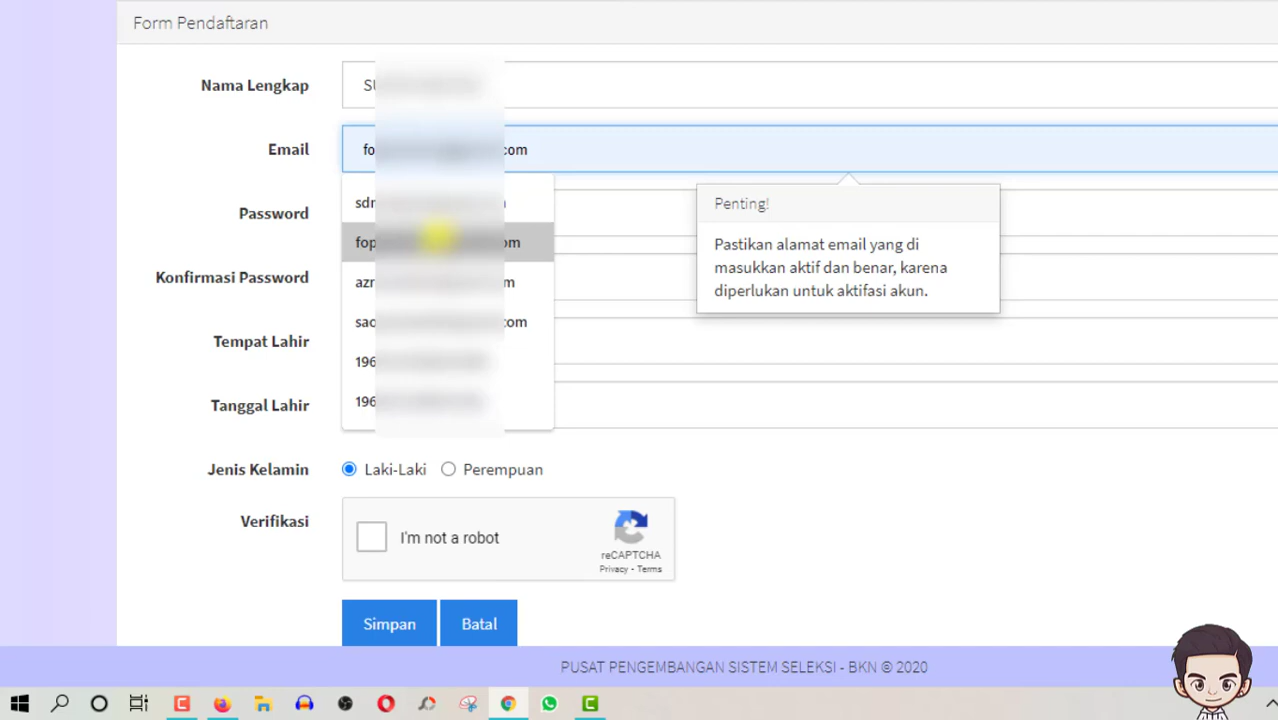 Form Pendaftaran
Nama Lengkap
Email
Password
Konfirmasi Password
Tempat Lahir
Tanggal Lahir
Penting!
Pastikan alamat email yang di
masukkan aktif dan benar, karena
diperlukan untuk aktifasi akun.
Jenis Kelamin
Laki-Laki
Perempuan
Verifikasi
I'm not a robot
reCAPTCHA
Privacy - Terms
Simpan
Batal
PUSAT PENGEMBANGAN SISTEM SELEKSI - BKN © 2020